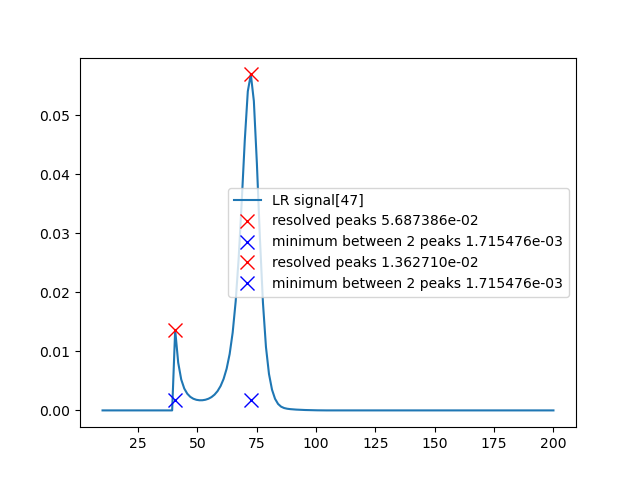 0.05
0.04
0.03
0.02
0.01
0.00
LR signal[47]
resolved peaks 5.687386e-02
minimum between 2 peaks 1.715476e-03
resolved peaks 1.362710e-02
minimum between 2 peaks 1.715476e-03
25 50 75 100 125 150 175 200